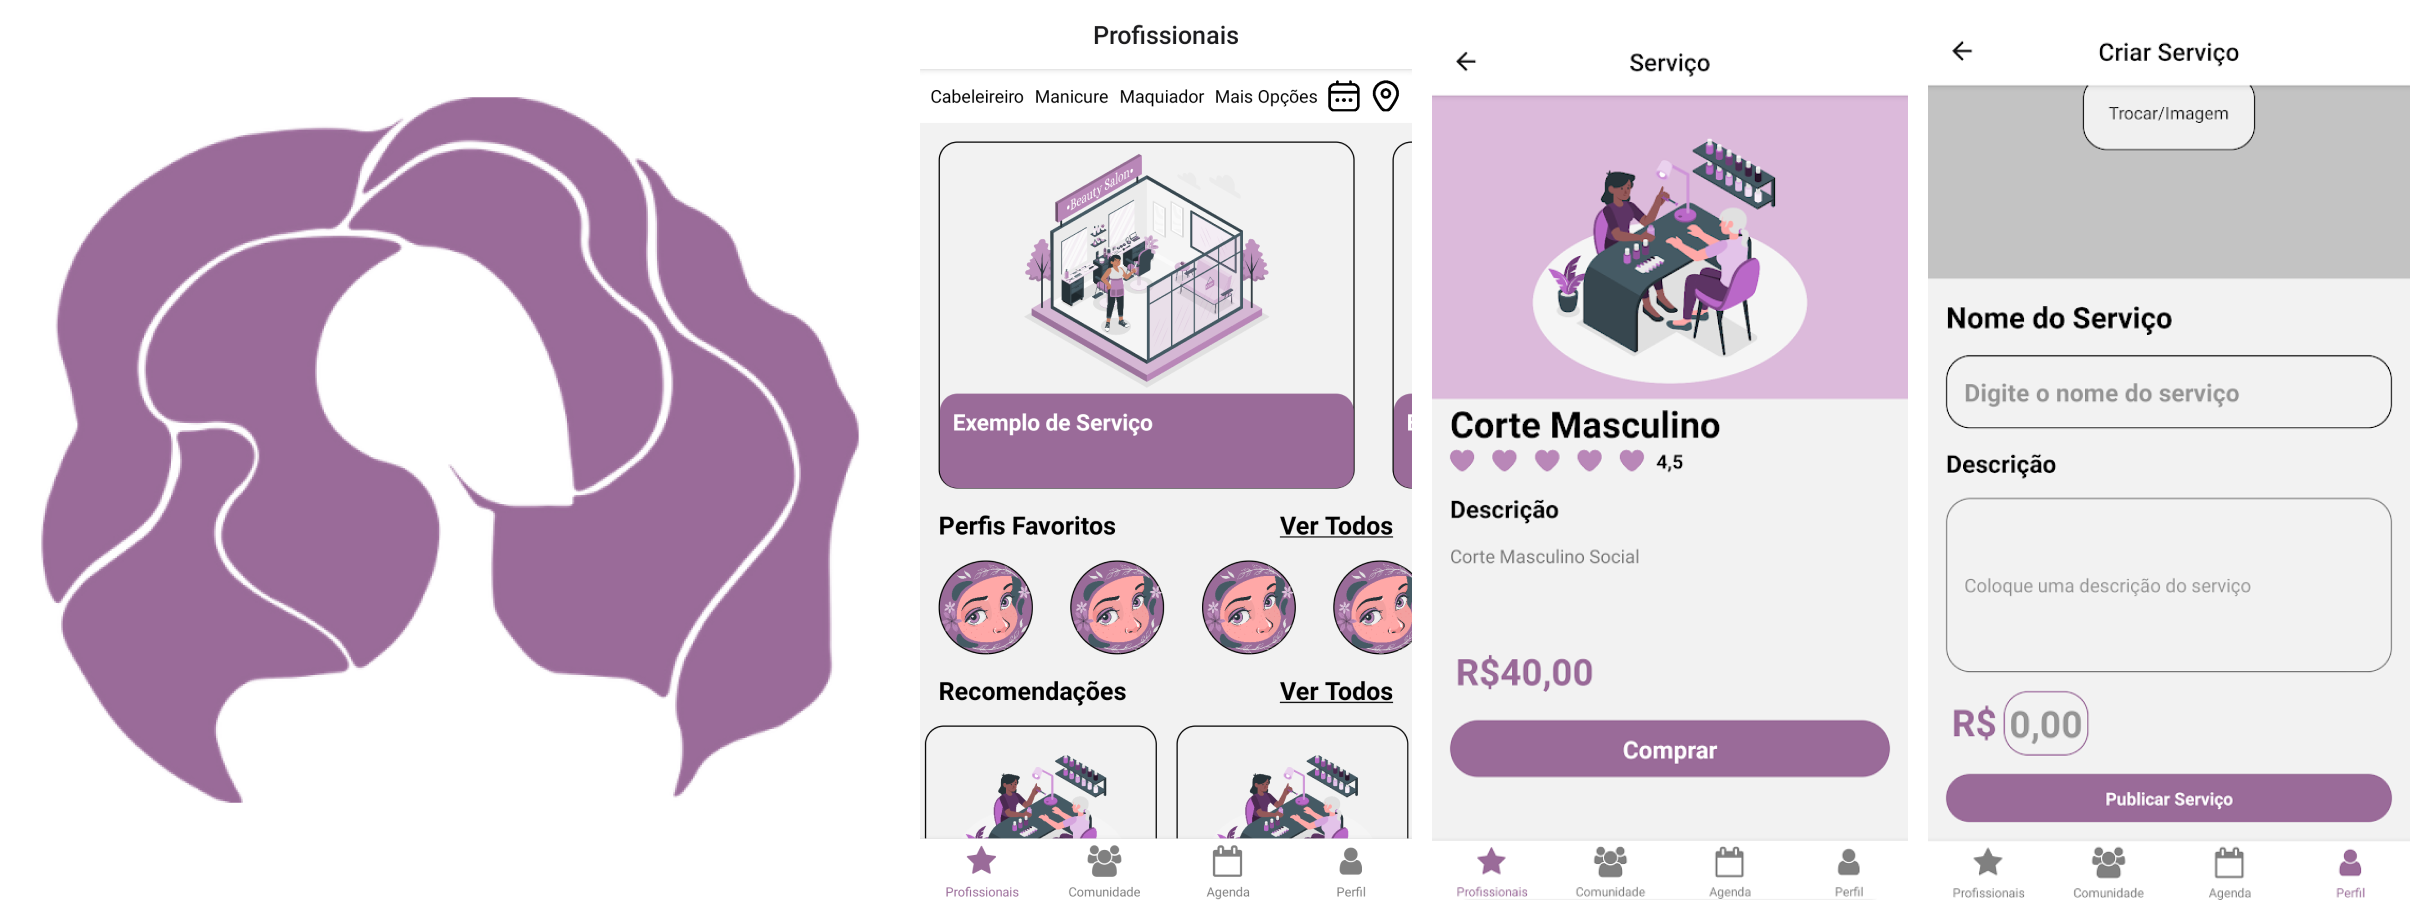 Profissionais
Cabeleireiro Manicure Maquiador Mais Opções
•Beauty Salon•
Exemplo de Serviço
Perfis Favoritos Ver Todos
Recomendações Ver Todos
Profissionais Comunidade Agenda Perfil
Serviço
Corte Masculino
4,5
Descrição
Corte Masculino Social
R$40,00
Comprar
Profissionais Comunidade Agenda Perfil
Criar Serviço
Trocar/Imagem
Nome do Serviço
Digite o nome do serviço
Descrição
Coloque uma descrição do serviço
R$ 0,00
Publicar Serviço
Profissionais Comunidade Agenda Perfil